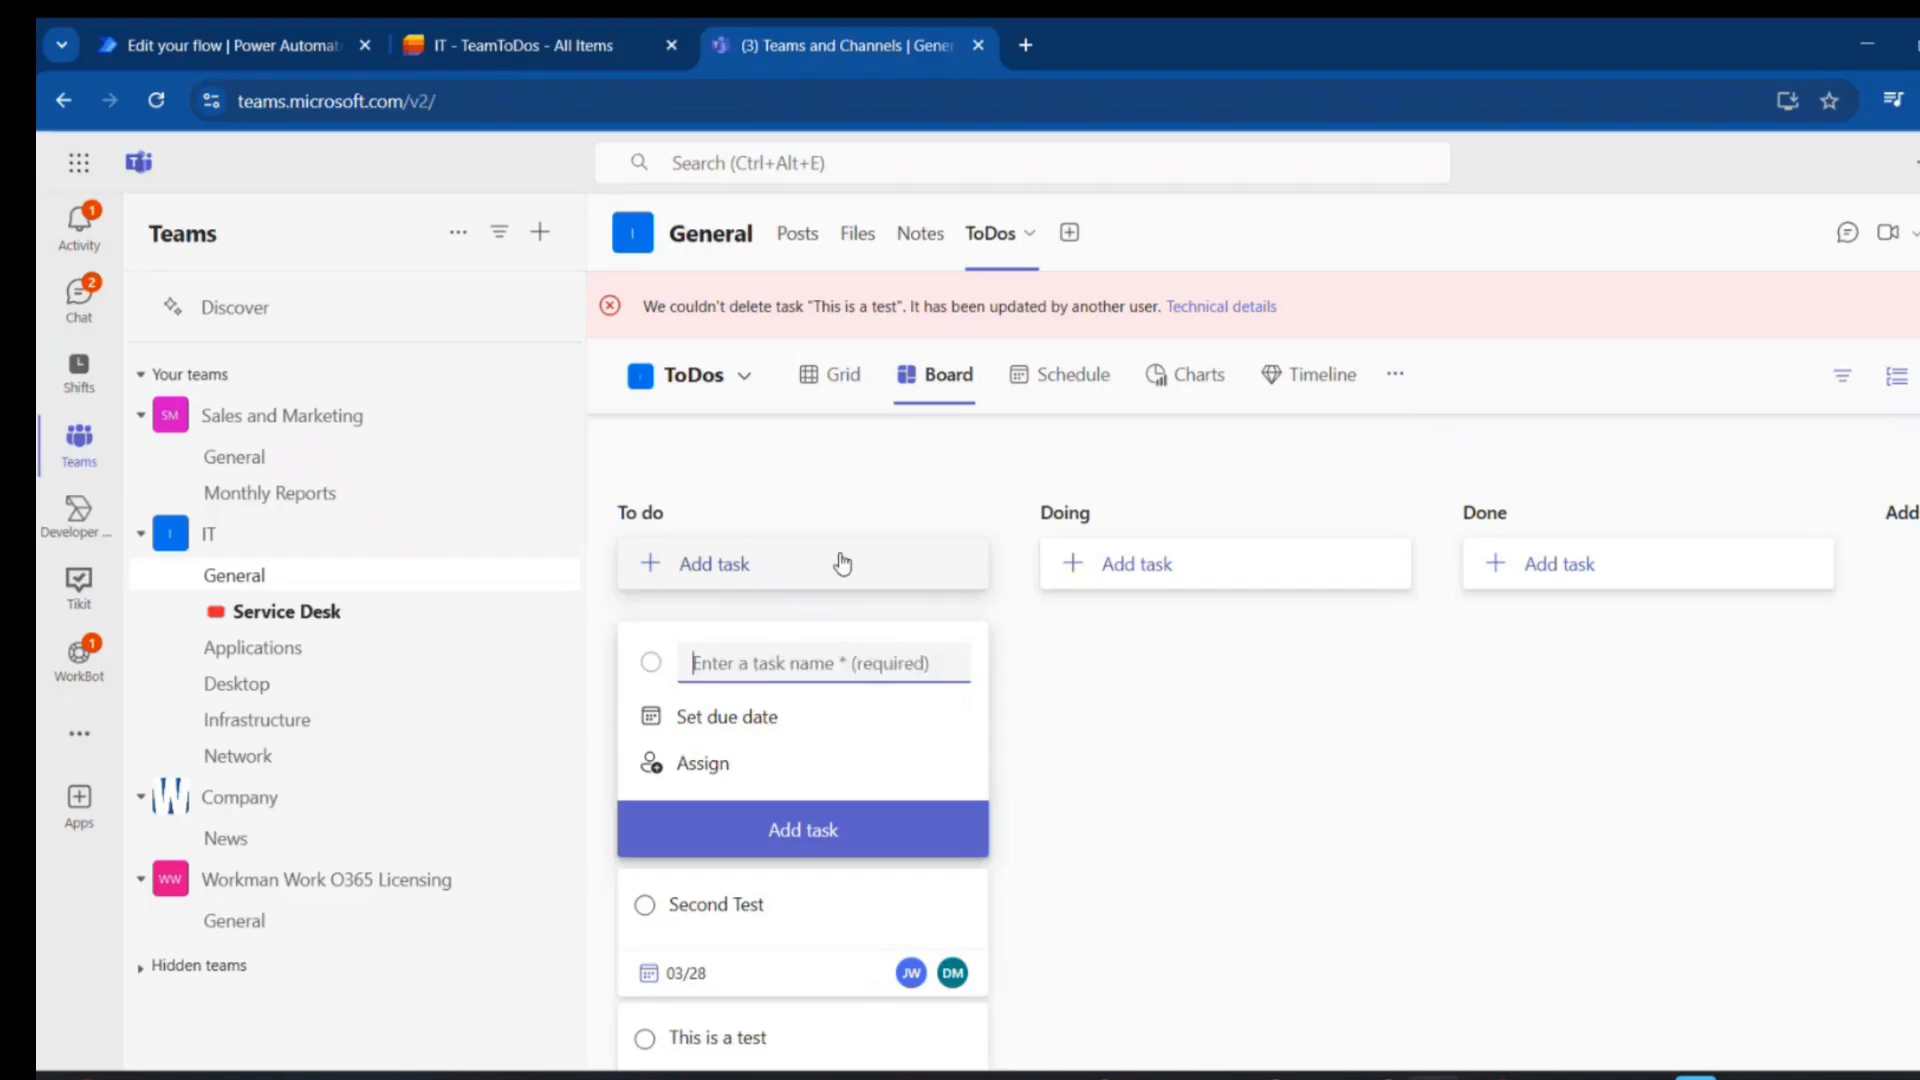 Edit your flow | Power Automat
IT - TeamToDos - All Items
(3) Teams and Channels | Gener
teams.microsoft.com/v2/
Search (Ctrl+Alt+E)
1
Activity
2
Chat
Shifts
Teams
Developer ...
Tikit
1
WorkBot
Apps
Teams
Discover
Your teams
SM Sales and Marketing
General
Monthly Reports
I IT
General
Service Desk
Applications
Desktop
Infrastructure
Network
W Company
News
WW Workman Work O365 Licensing
General
Hidden teams
I General Posts Files Notes ToDos
We couldn't delete task "This is a test". It has been updated by another user. Technical details
ToDos Grid Board Schedule Charts Timeline ...
To do Doing Done Add
Add task Add task Add task
Enter a task name * (required)
Set due date
Assign
Add task
Second Test
03/28 JW DM
This is a test